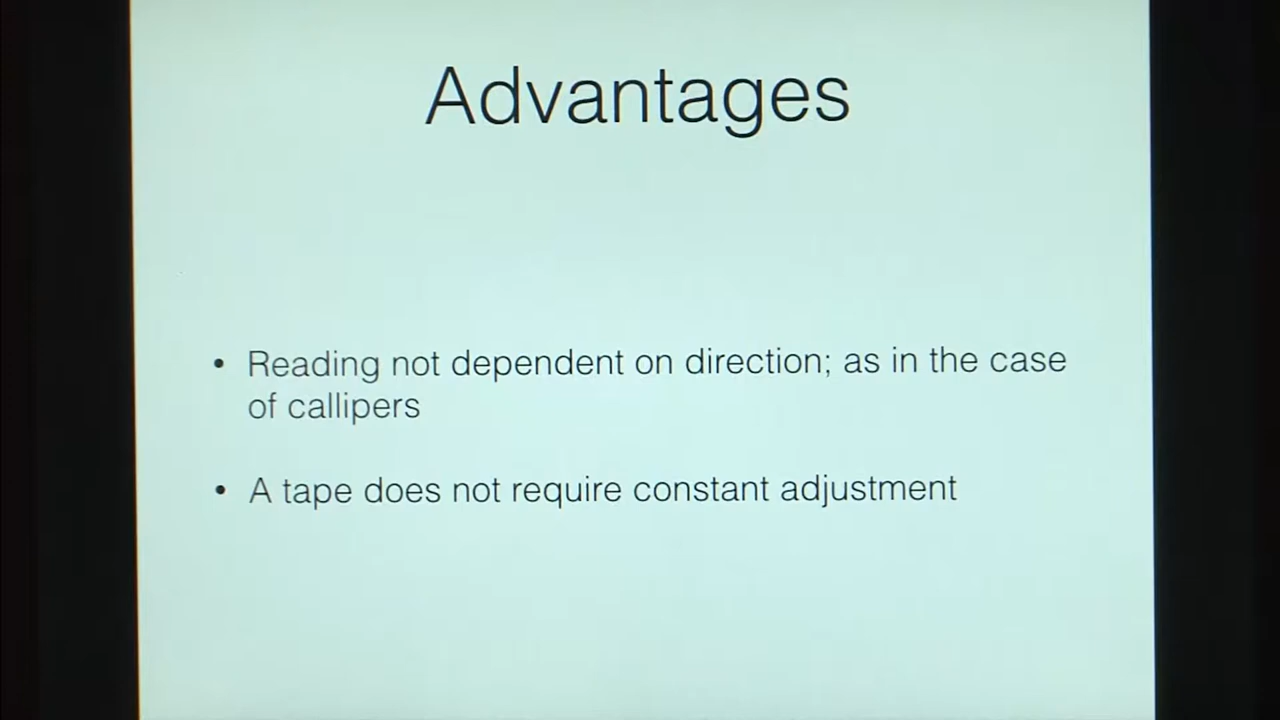 Advantages
• Reading not dependent on direction; as in the case
of callipers
• A tape does not require constant adjustment